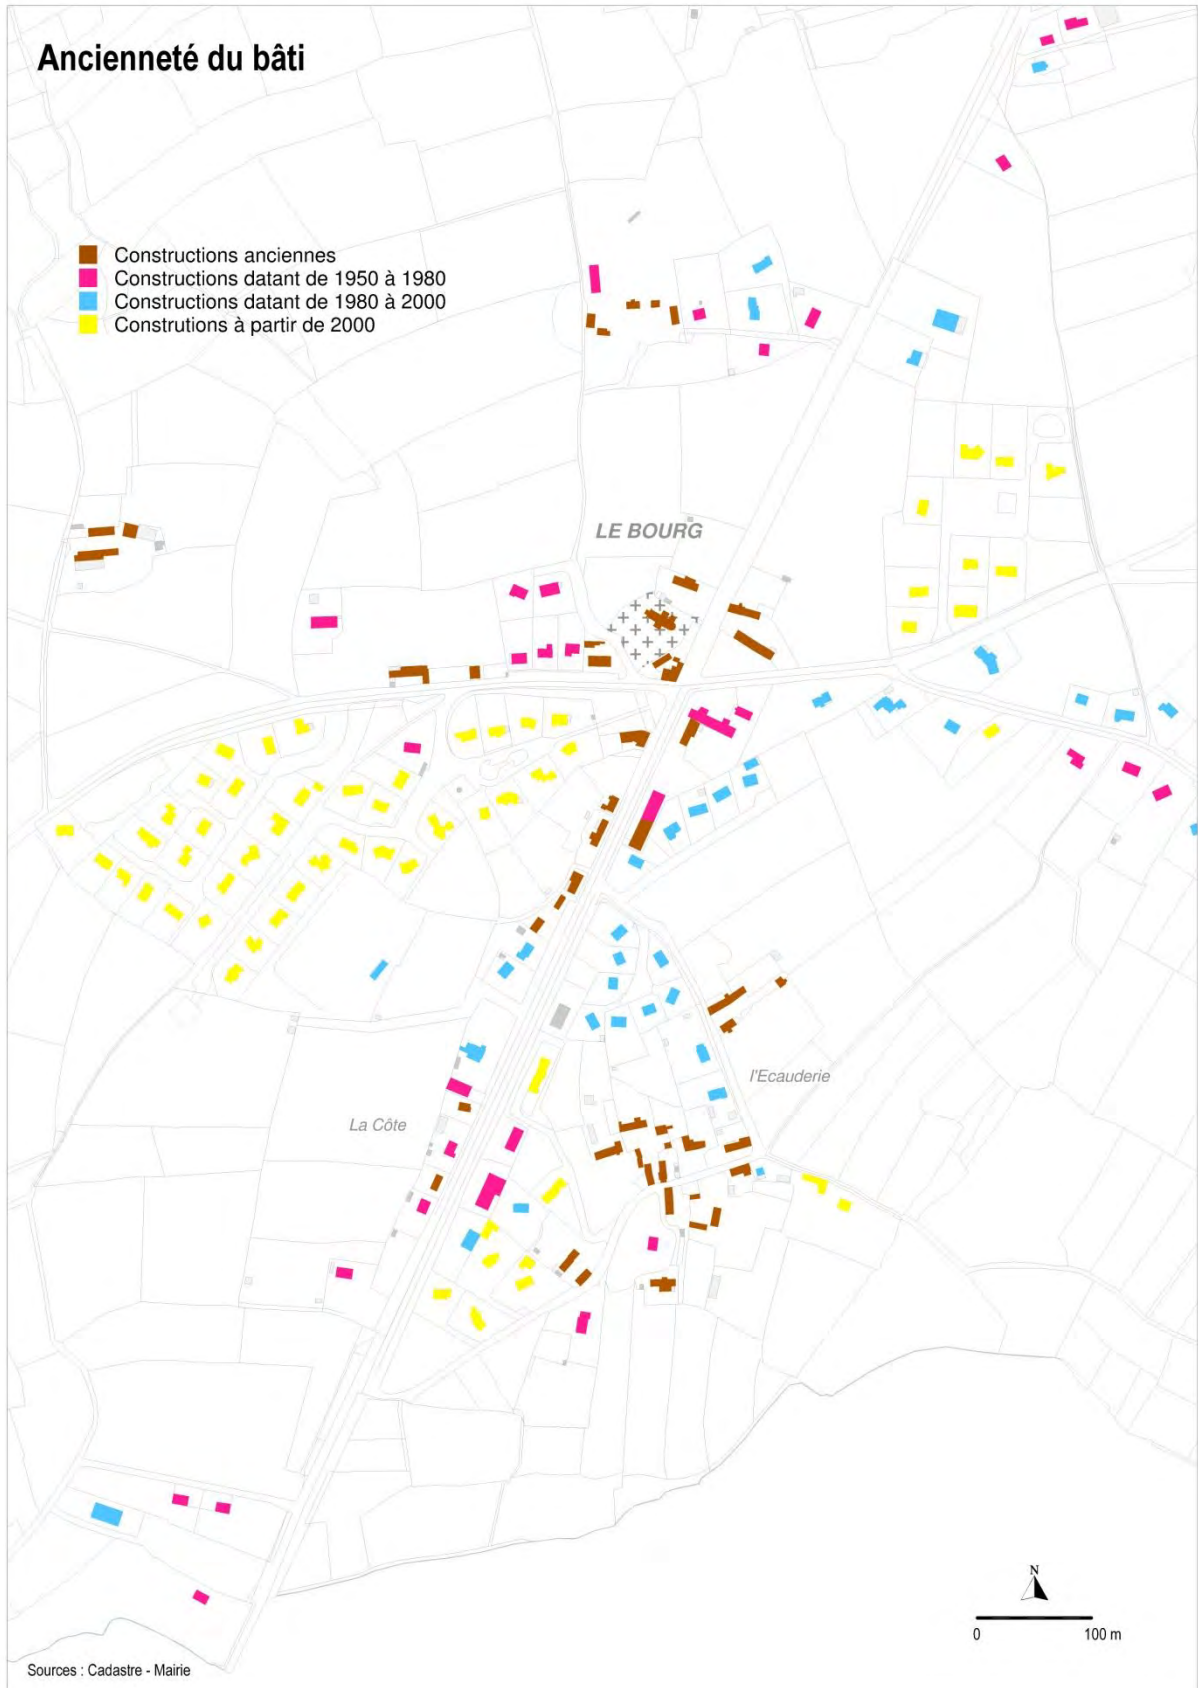 Ancienneté du bâti
Constructions anciennes
Constructions datant de 1950 à 1980
Constructions datant de 1980 à 2000
Construtions à partir de 2000
LE BOURG
l'Ecauderie
La Côte
N
0 100 m
Sources : Cadastre - Mairie